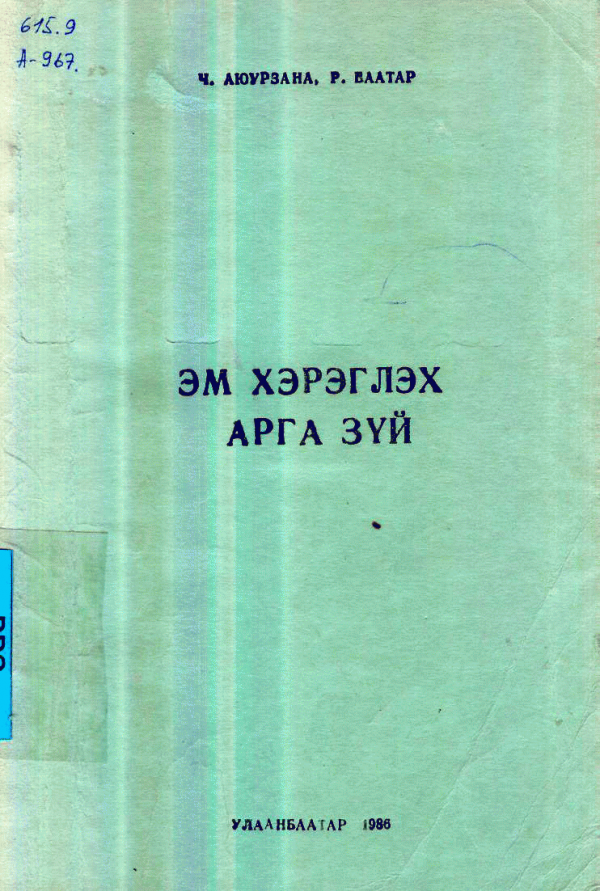 615.9
А-967.
Ч. АЮУРЗАНА, Р. БААТАР
ЭМ ХЭРЭГЛЭХ
АРГА ЗҮЙ
УЛААНБААТАР 1986